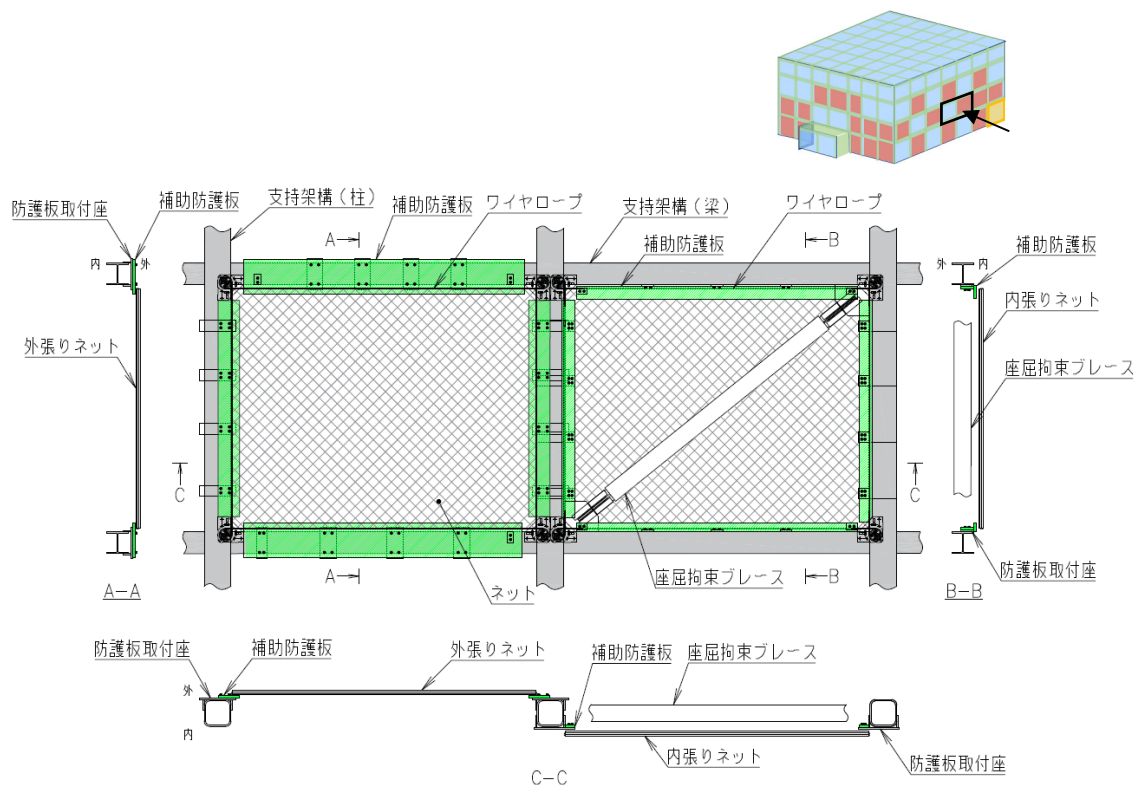 防護板取付座
補助防護板
支持架構(柱)
補助防護板
ワイヤロープ
支持架構(梁)
ワイヤロープ
補助防護板
補助防護板
A
B
内
外
外
内
内張りネット
外張りネット
座屈拘束ブレース
C
C
A
B
座屈拘束ブレース
ネット
防護板取付座
A-A
B-B
防護板取付座
補助防護板
外張りネット
補助防護板
座屈拘束ブレース
外
内
内張りネット
防護板取付座
C-C